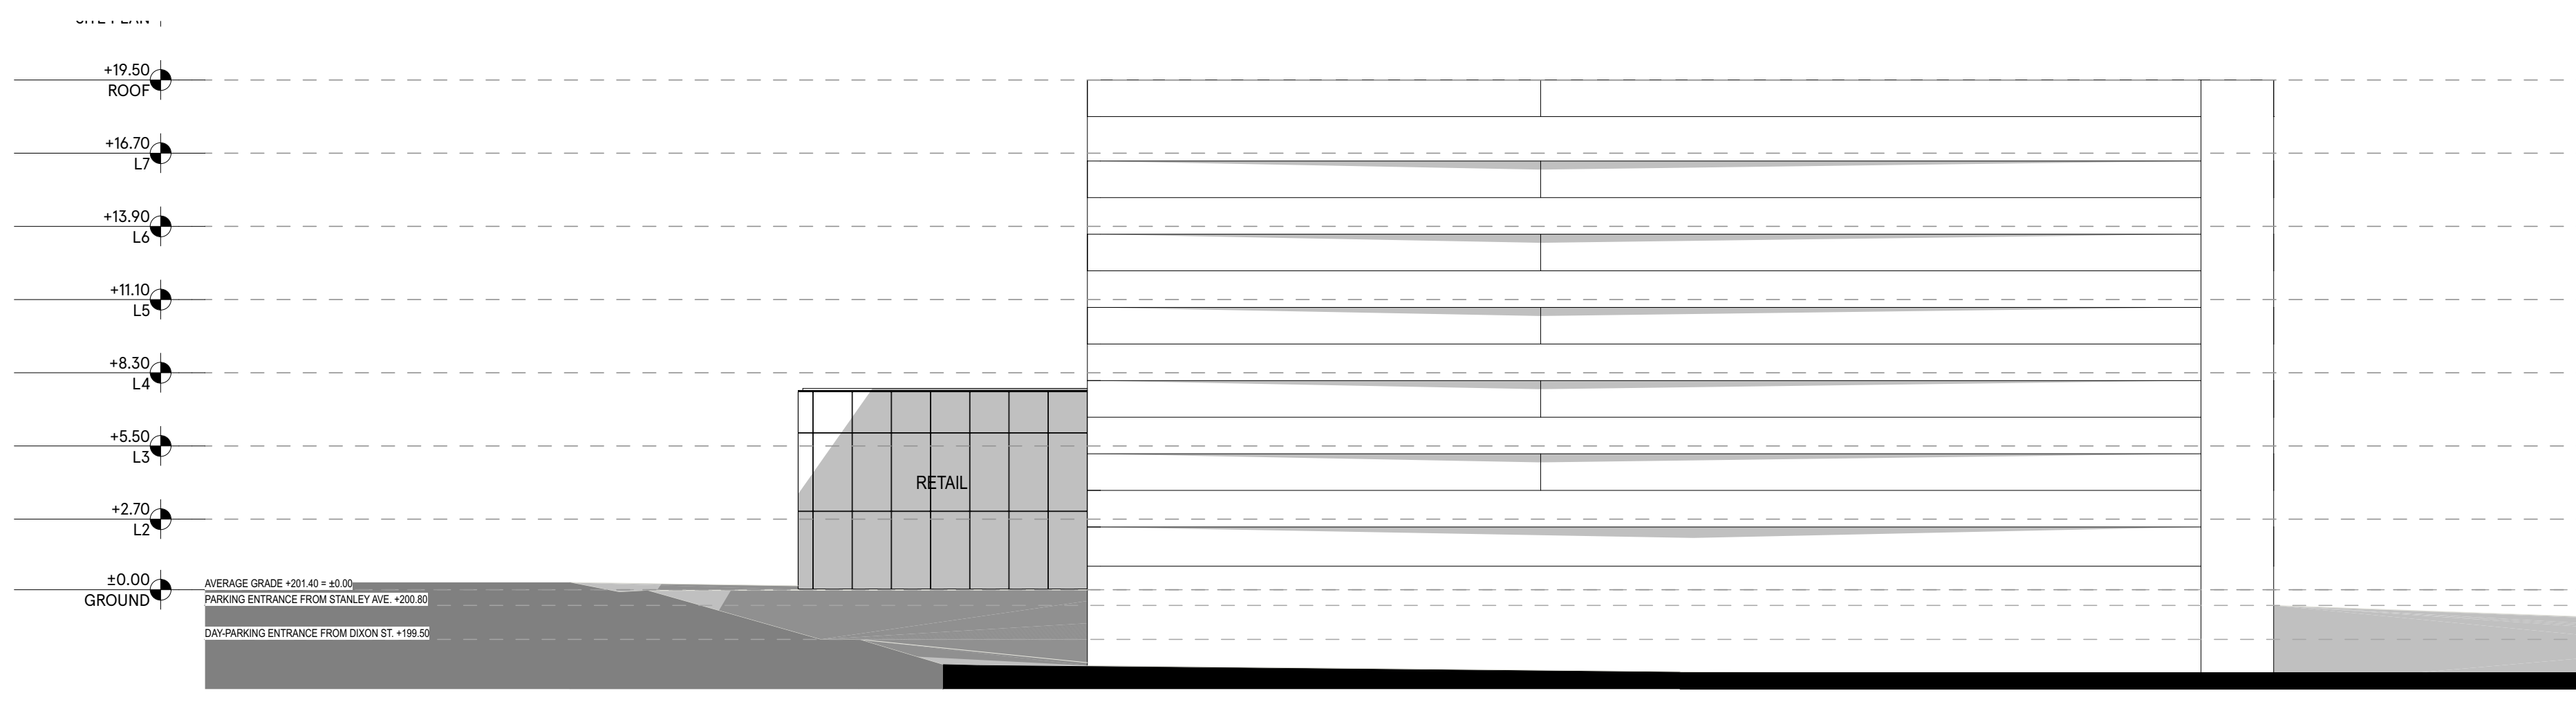 SITE PLAN
+19.50
ROOF
+16.70
L7
+13.90
L6
+11.10
L5
+8.30
L4
+5.50
L3
RETAIL
+2.70
L2
±0.00
GROUND
AVERAGE GRADE +201.40 = ±0.00
PARKING ENTRANCE FROM STANLEY AVE. +200.80
DAY-PARKING ENTRANCE FROM DIXON ST. +199.50